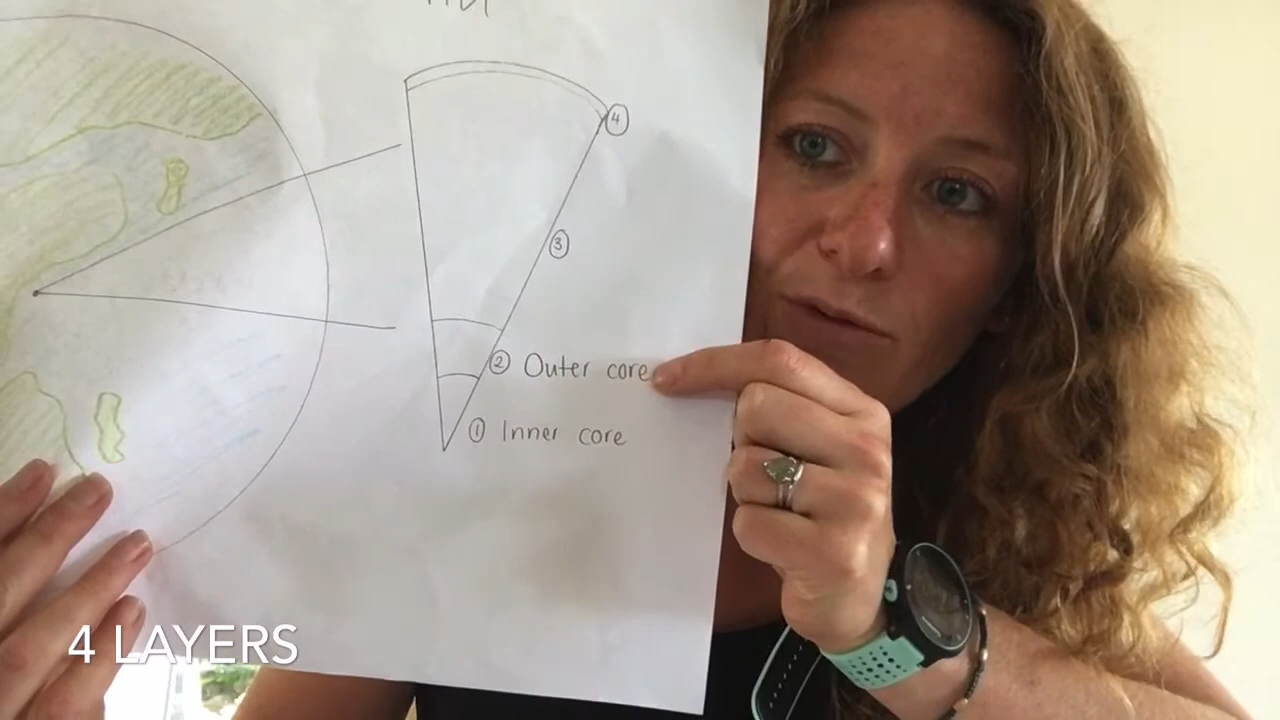 ④
③
② Outer core
① Inner core
4 LAYERS